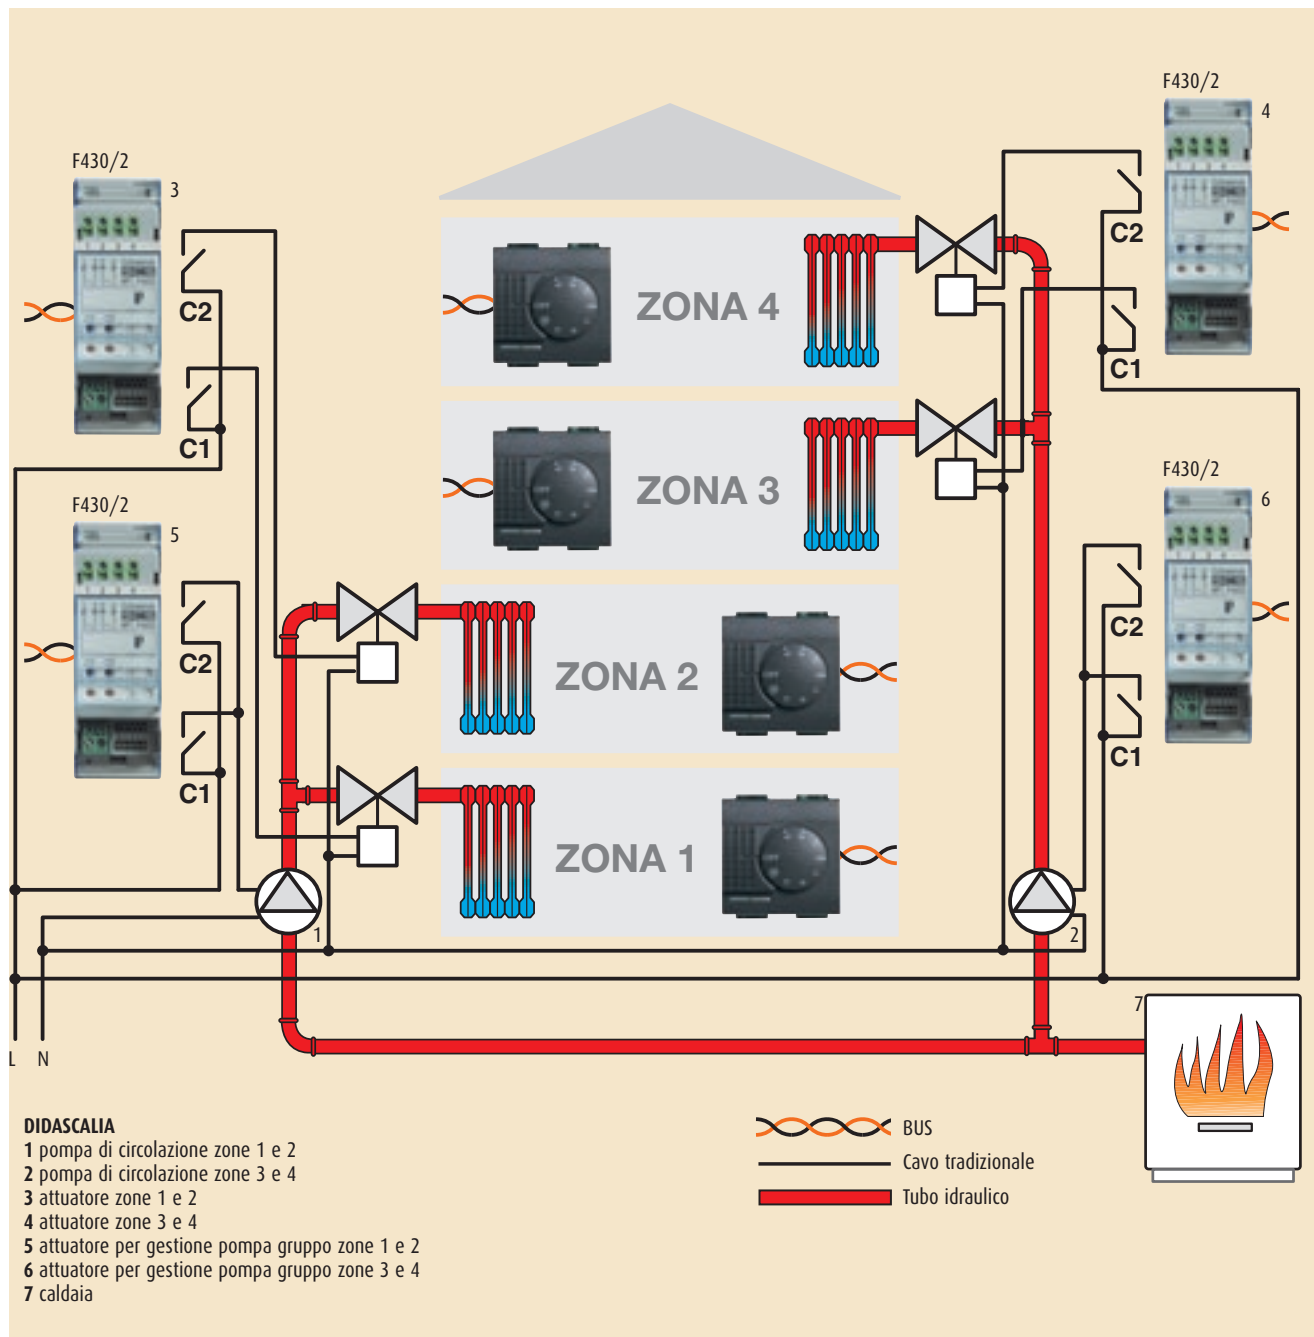 F430/2
4
F430/2
3
C2
C2
ZONA 4
C1
C1
F430/2
ZONA 3
6
F430/2
5
C2
C2
ZONA 2
C1
C1
ZONA 1
1
2
7
L N
DIDASCALIA
1 pompa di circolazione zone 1 e 2
2 pompa di circolazione zone 3 e 4
3 attuatore zone 1 e 2
4 attuatore zone 3 e 4
5 attuatore per gestione pompa gruppo zone 1 e 2
6 attuatore per gestione pompa gruppo zone 3 e 4
7 caldaia
BUS
Cavo tradizionale
Tubo idraulico